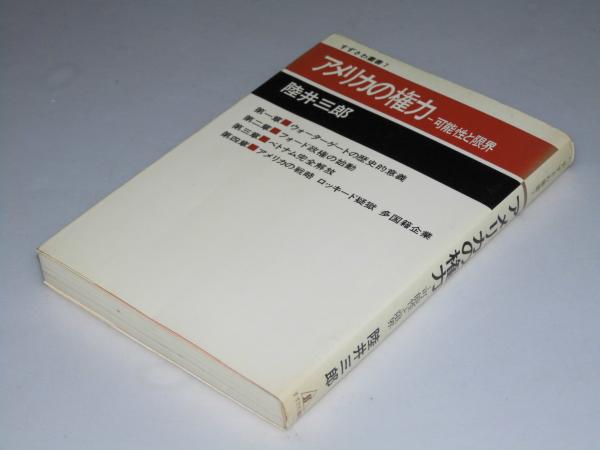 すずさわ叢書7
アメリカの権力-可能性と限界
陸井三郎
第一章■ウォーターゲートの歴史的意義
第二章■フォード政権の始動
第三章■ベトナム完全解放
第四章■アメリカの戦略 ロッキード疑獄 多国籍企業
アメリカの権力
-可能性と限界
陸井三郎